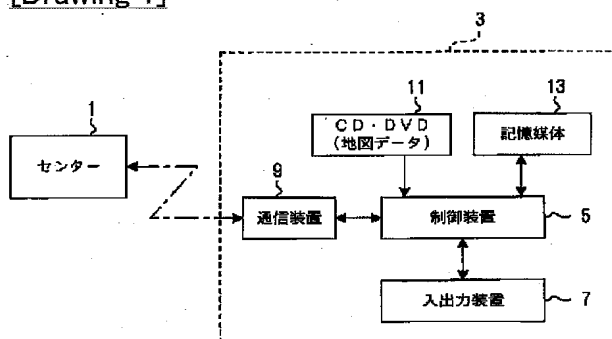 [Drawing 1]
3
1
センター
11
CD・DVD
(地図データ)
13
記憶媒体
9
通信装置
制御装置
5
入出力装置
7